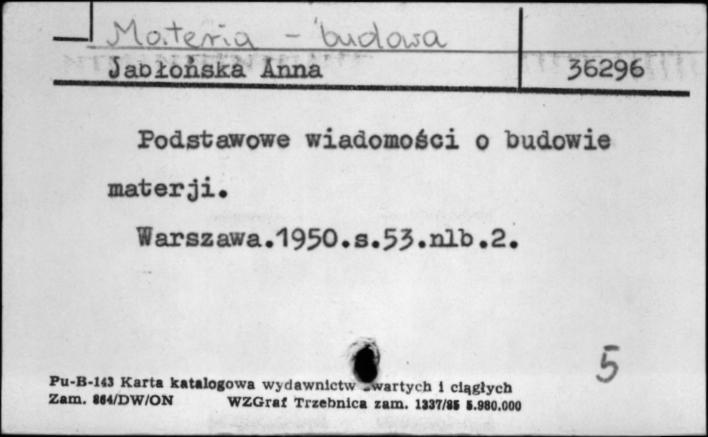 Materia - budowa
Jabłońska Anna 36296
Podstawowe wiadomości o budowie
materji.
Warszawa.1950.s.53.nlb.2.
5
Pu-B-143 Karta katalogowa wydawnictw zwartych i ciągłych
Zam. 864/DW/ON WZGraf Trzebnica zam. 1337/85 5.980.000